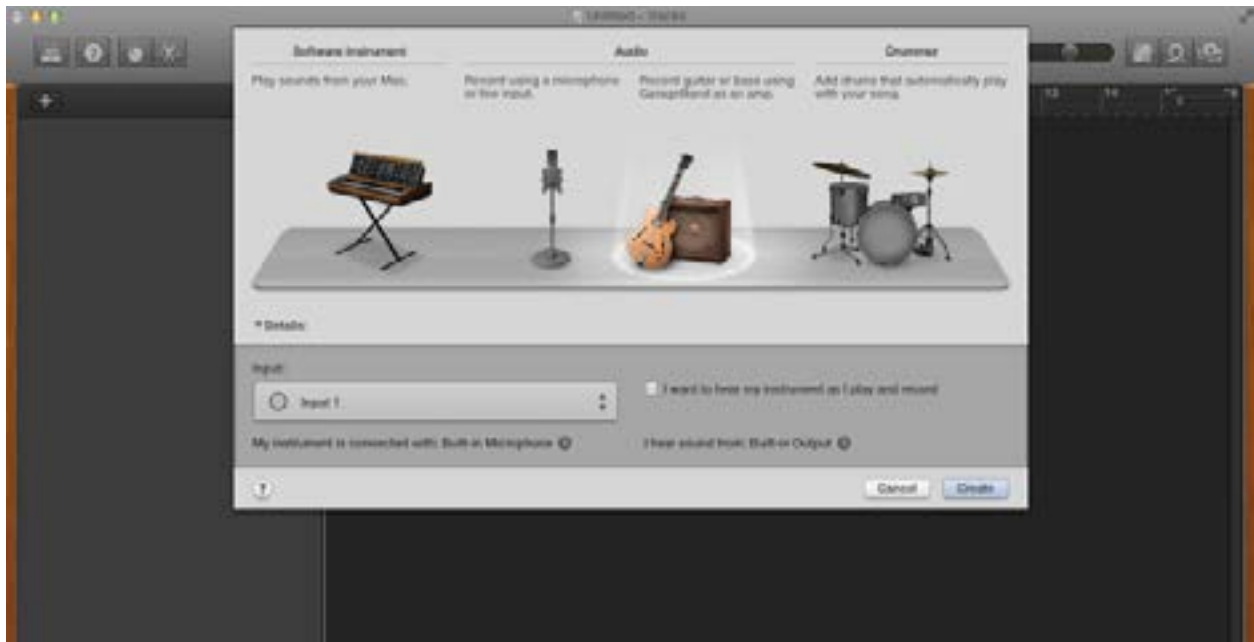 Untitled - Tracks
Software Instrument
Audio
Drummer
Play sounds from your Mac.
Record using a microphone
or line input.
Record guitar or bass using
GarageBand as an amp.
Add drums that automatically play
with your song.
Details:
Input:
Input 1
I want to hear my instrument as I play and record
My instrument is connected with: Built-in Microphone
I hear sound from: Built-in Output
?
Cancel
Create